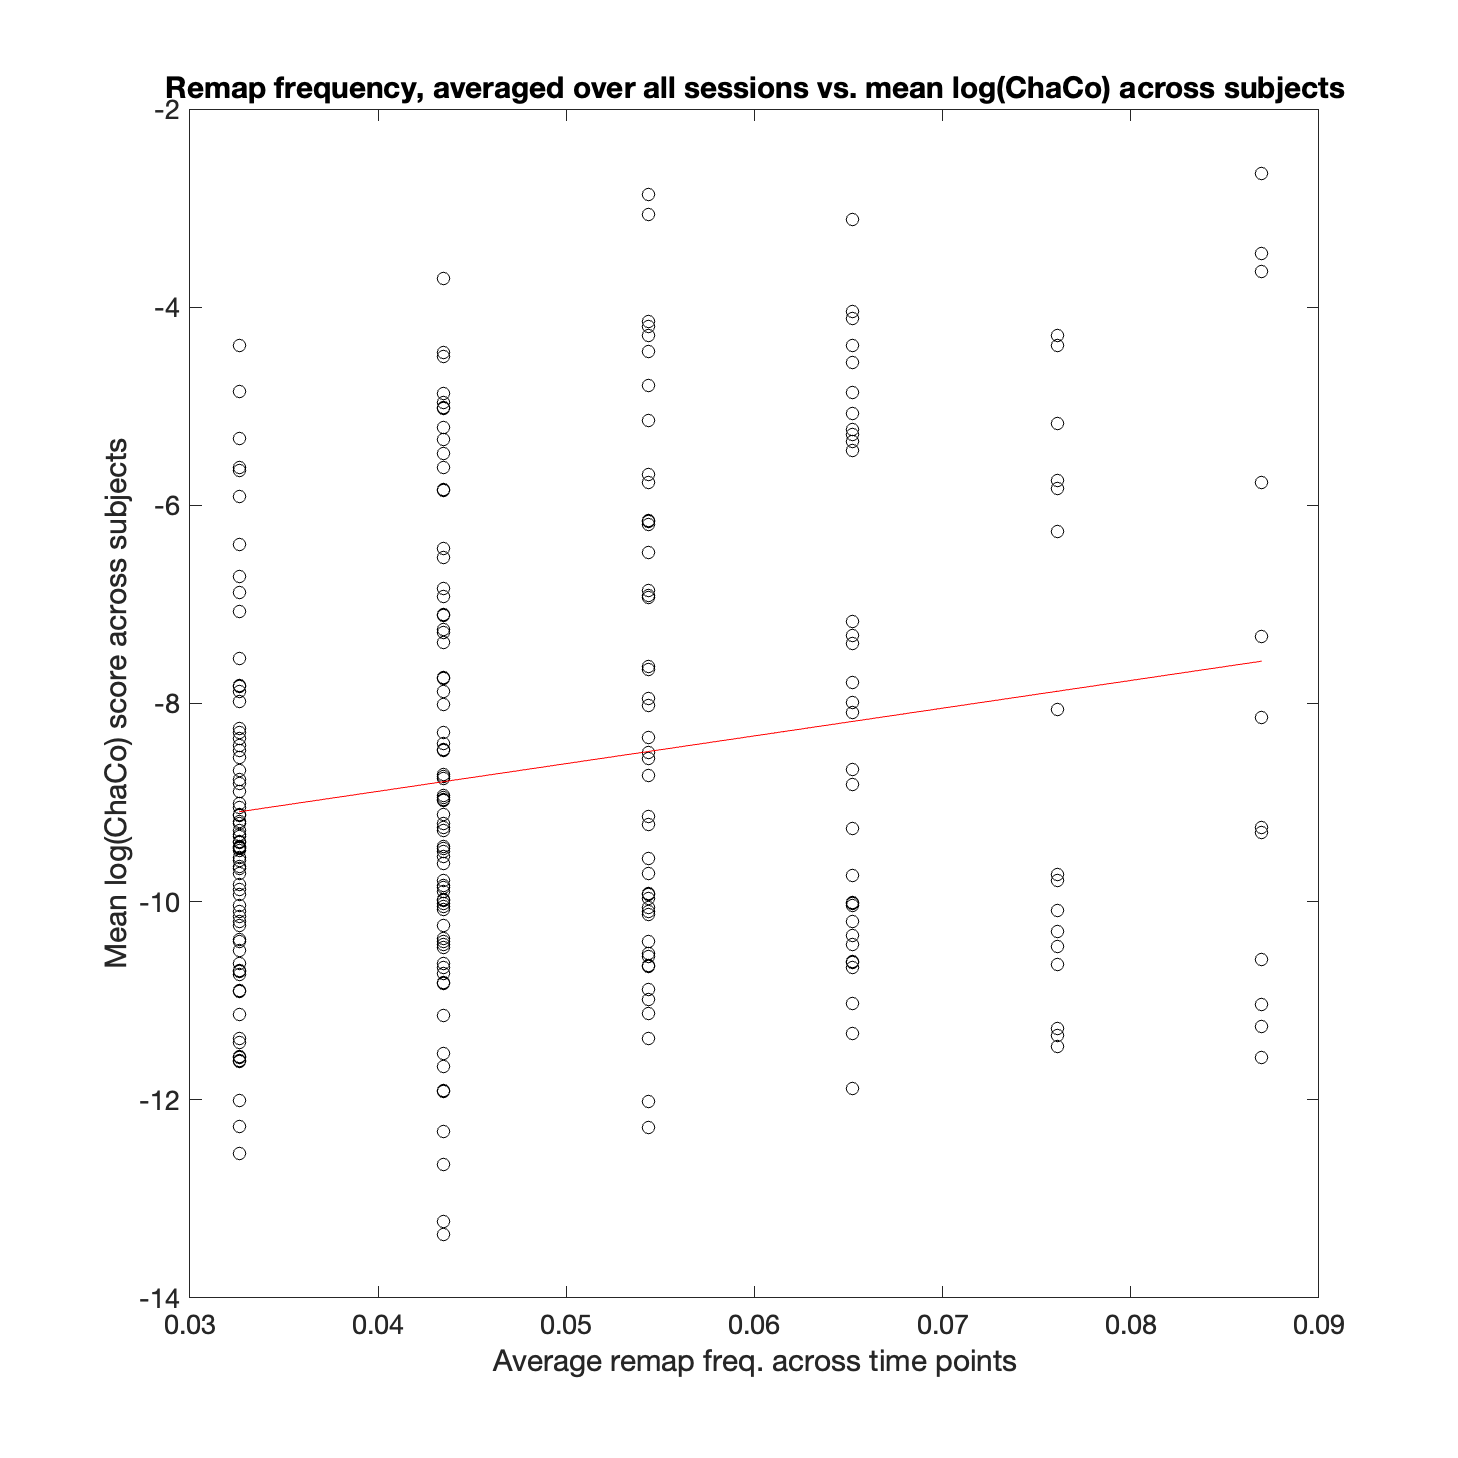 Remap frequency, averaged over all sessions vs. mean log(ChaCo) across subjects
-2
-4
-6
-8
-10
-12
-14
Mean log(ChaCo) score across subjects
0.03 0.04 0.05 0.06 0.07 0.08 0.09
Average remap freq. across time points